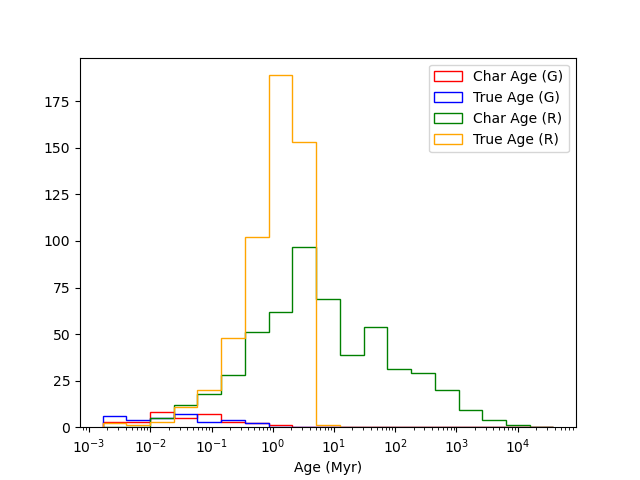 Char Age (G)
True Age (G)
Char Age (R)
True Age (R)
175
150
125
100
75
50
25
0
10⁻³ 10⁻² 10⁻¹ 10⁰ 10¹ 10² 10³ 10⁴
Age (Myr)